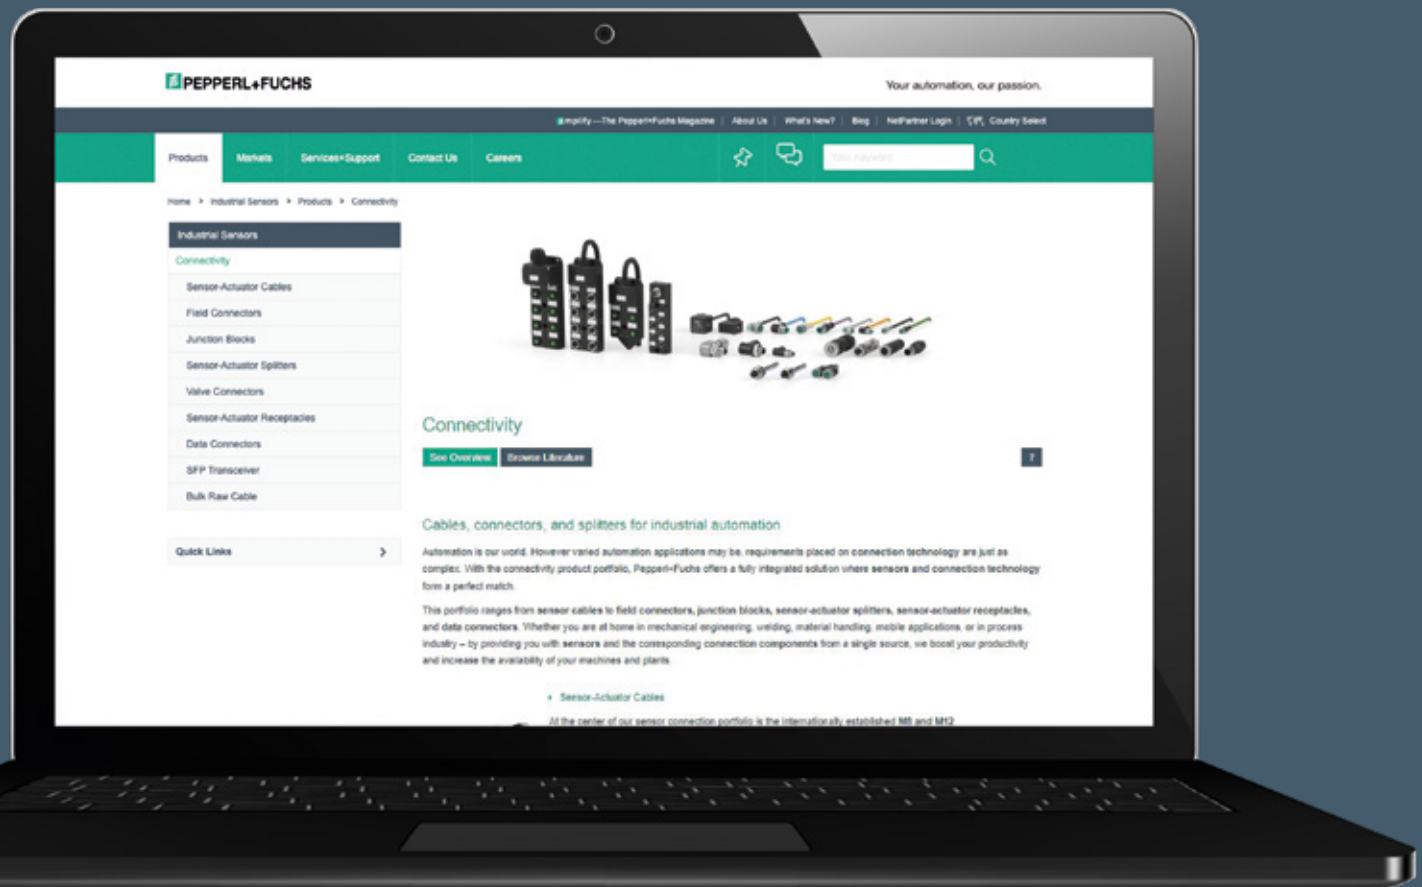 PEPPERL+FUCHS
Your automation, our passion.
amplify—The Pepperl+Fuchs Magazine | About Us | What's New? | Blog | NetPartner Login | Country Select
Products
Markets
Services+Support
Contact Us
Careers
Your keyword
Home > Industrial Sensors > Products > Connectivity
Industrial Sensors
Connectivity
Sensor-Actuator Cables
Field Connectors
Junction Blocks
Sensor-Actuator Splitters
Valve Connectors
Sensor-Actuator Receptacles
Data Connectors
SFP Transceiver
Bulk Raw Cable
Quick Links
Connectivity
See Overview
Browse Literature
?
Cables, connectors, and splitters for industrial automation
Automation is our world. However varied automation applications may be, requirements placed on connection technology are just as
complex. With the connectivity product portfolio, Pepperl+Fuchs offers a fully integrated solution where sensors and connection technology
form a perfect match.
This portfolio ranges from sensor cables to field connectors, junction blocks, sensor-actuator splitters, sensor-actuator receptacles,
and data connectors. Whether you are at home in mechanical engineering, welding, material handling, mobile applications, or in process
industry – by providing you with sensors and the corresponding connection components from a single source, we boost your productivity
and increase the availability of your machines and plants.
Sensor-Actuator Cables
At the center of our sensor connection portfolio is the internationally established M8 and M12